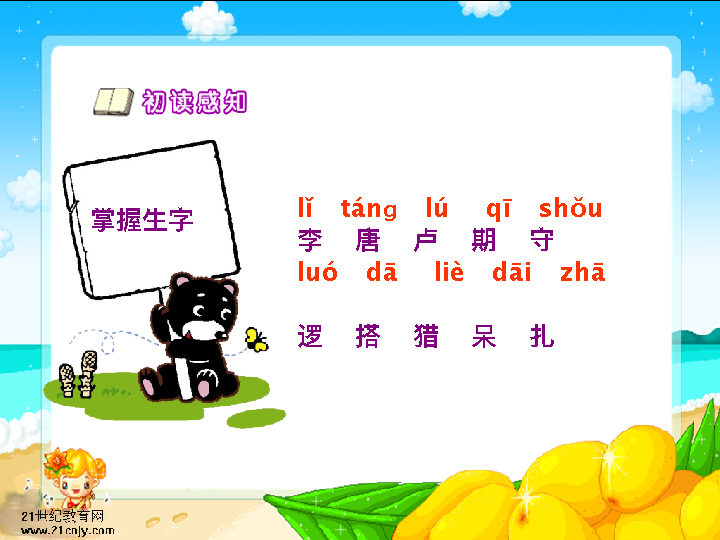 初读感知
掌握生字
lǐ táng lú qī shǒu
李 唐 卢 期 守
luó dā liè dāi zhā
逻 搭 猎 呆 扎
21世纪教育网
www.21cnjy.com